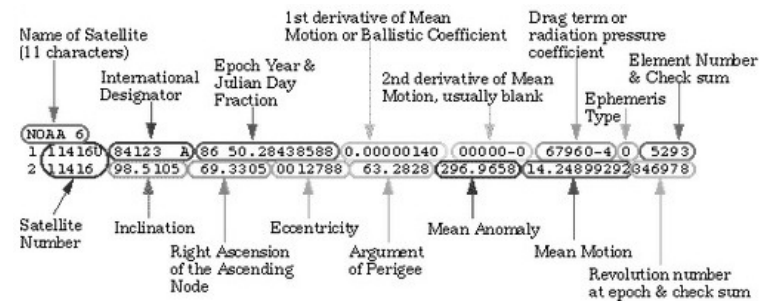 Name of Satellite
(11 characters)
International
Designator
Epoch Year &
Julian Day
Fraction
1st derivative of Mean
Motion or Ballistic Coefficient
2nd derivative of Mean
Motion, usually blank
Drag term or
radiation pressure
coefficient
Ephemeris
Type
Element Number
& Check sum
NOAA 6
1 11416U 84123 A 86 50.28438588 0.00000140 00000-0 67960-4 0 5293
2 11416 98.5105 69.3305 0012788 63.2828 296.9658 14.24899292 346978
Satellite
Number
Inclination
Right Ascension
of the Ascending
Node
Eccentricity
Argument
of Perigee
Mean Anomaly
Mean Motion
Revolution number
at epoch & check sum